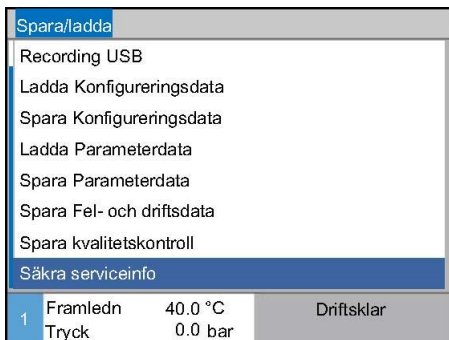 Spara/ladda
Recording USB
Ladda Konfigureringsdata
Spara Konfigureringsdata
Ladda Parameterdata
Spara Parameterdata
Spara Fel- och driftsdata
Spara kvalitetskontroll
Säkra serviceinfo
1 Framledn 40.0 °C Driftsklar
Tryck 0.0 bar